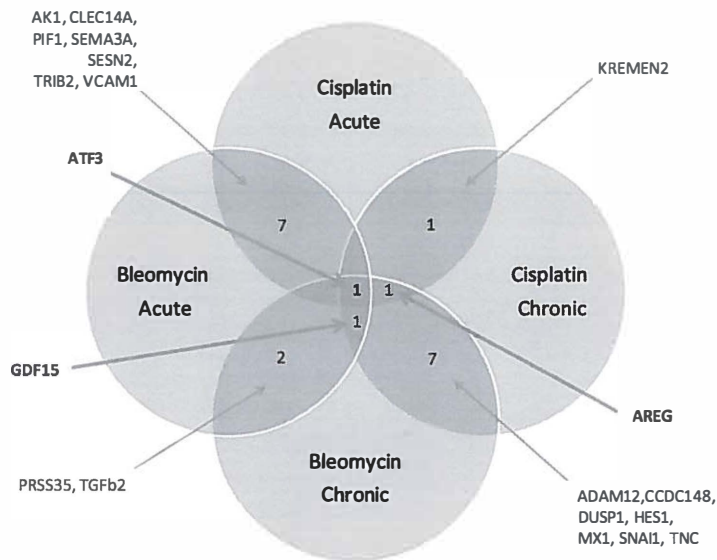 AK1, CLEC14A,
PIF1, SEMA3A,
SESN2,
TRIB2, VCAM1
KREMEN2
Cisplatin
Acute
ATF3
7
1
Bleomycin
Acute
Cisplatin
Chronic
1
1
1
GDF15
2
7
AREG
Bleomycin
Chronic
PRSS35, TGFb2
ADAM12,CCDC148,
DUSP1, HES1,
MX1, SNAI1, TNC